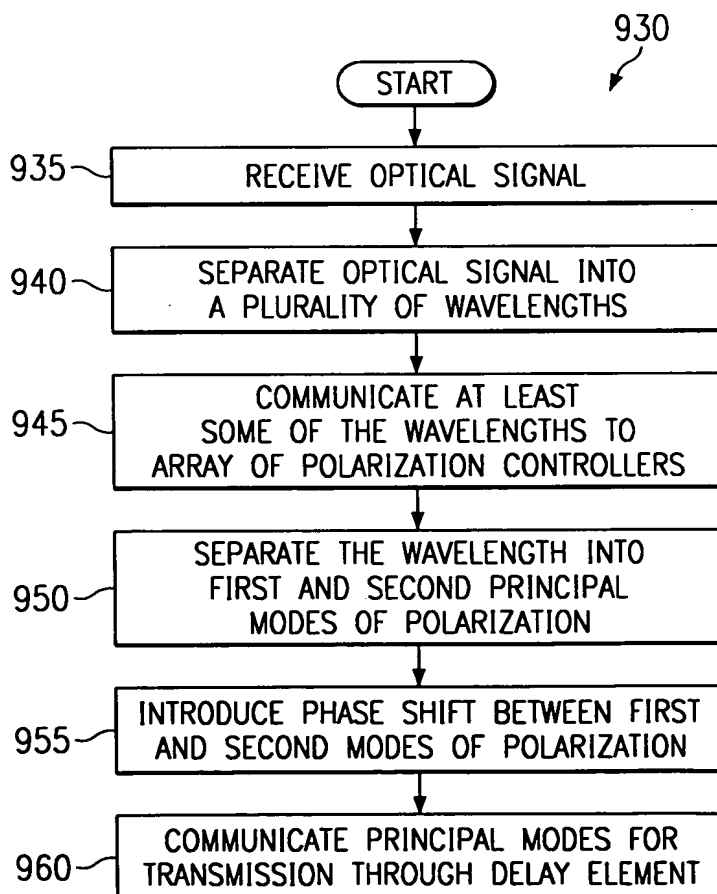 930
START
935
RECEIVE OPTICAL SIGNAL
940
SEPARATE OPTICAL SIGNAL INTO
A PLURALITY OF WAVELENGTHS
945
COMMUNICATE AT LEAST
SOME OF THE WAVELENGTHS TO
ARRAY OF POLARIZATION CONTROLLERS
950
SEPARATE THE WAVELENGTH INTO
FIRST AND SECOND PRINCIPAL
MODES OF POLARIZATION
955
INTRODUCE PHASE SHIFT BETWEEN FIRST
AND SECOND MODES OF POLARIZATION
960
COMMUNICATE PRINCIPAL MODES FOR
TRANSMISSION THROUGH DELAY ELEMENT